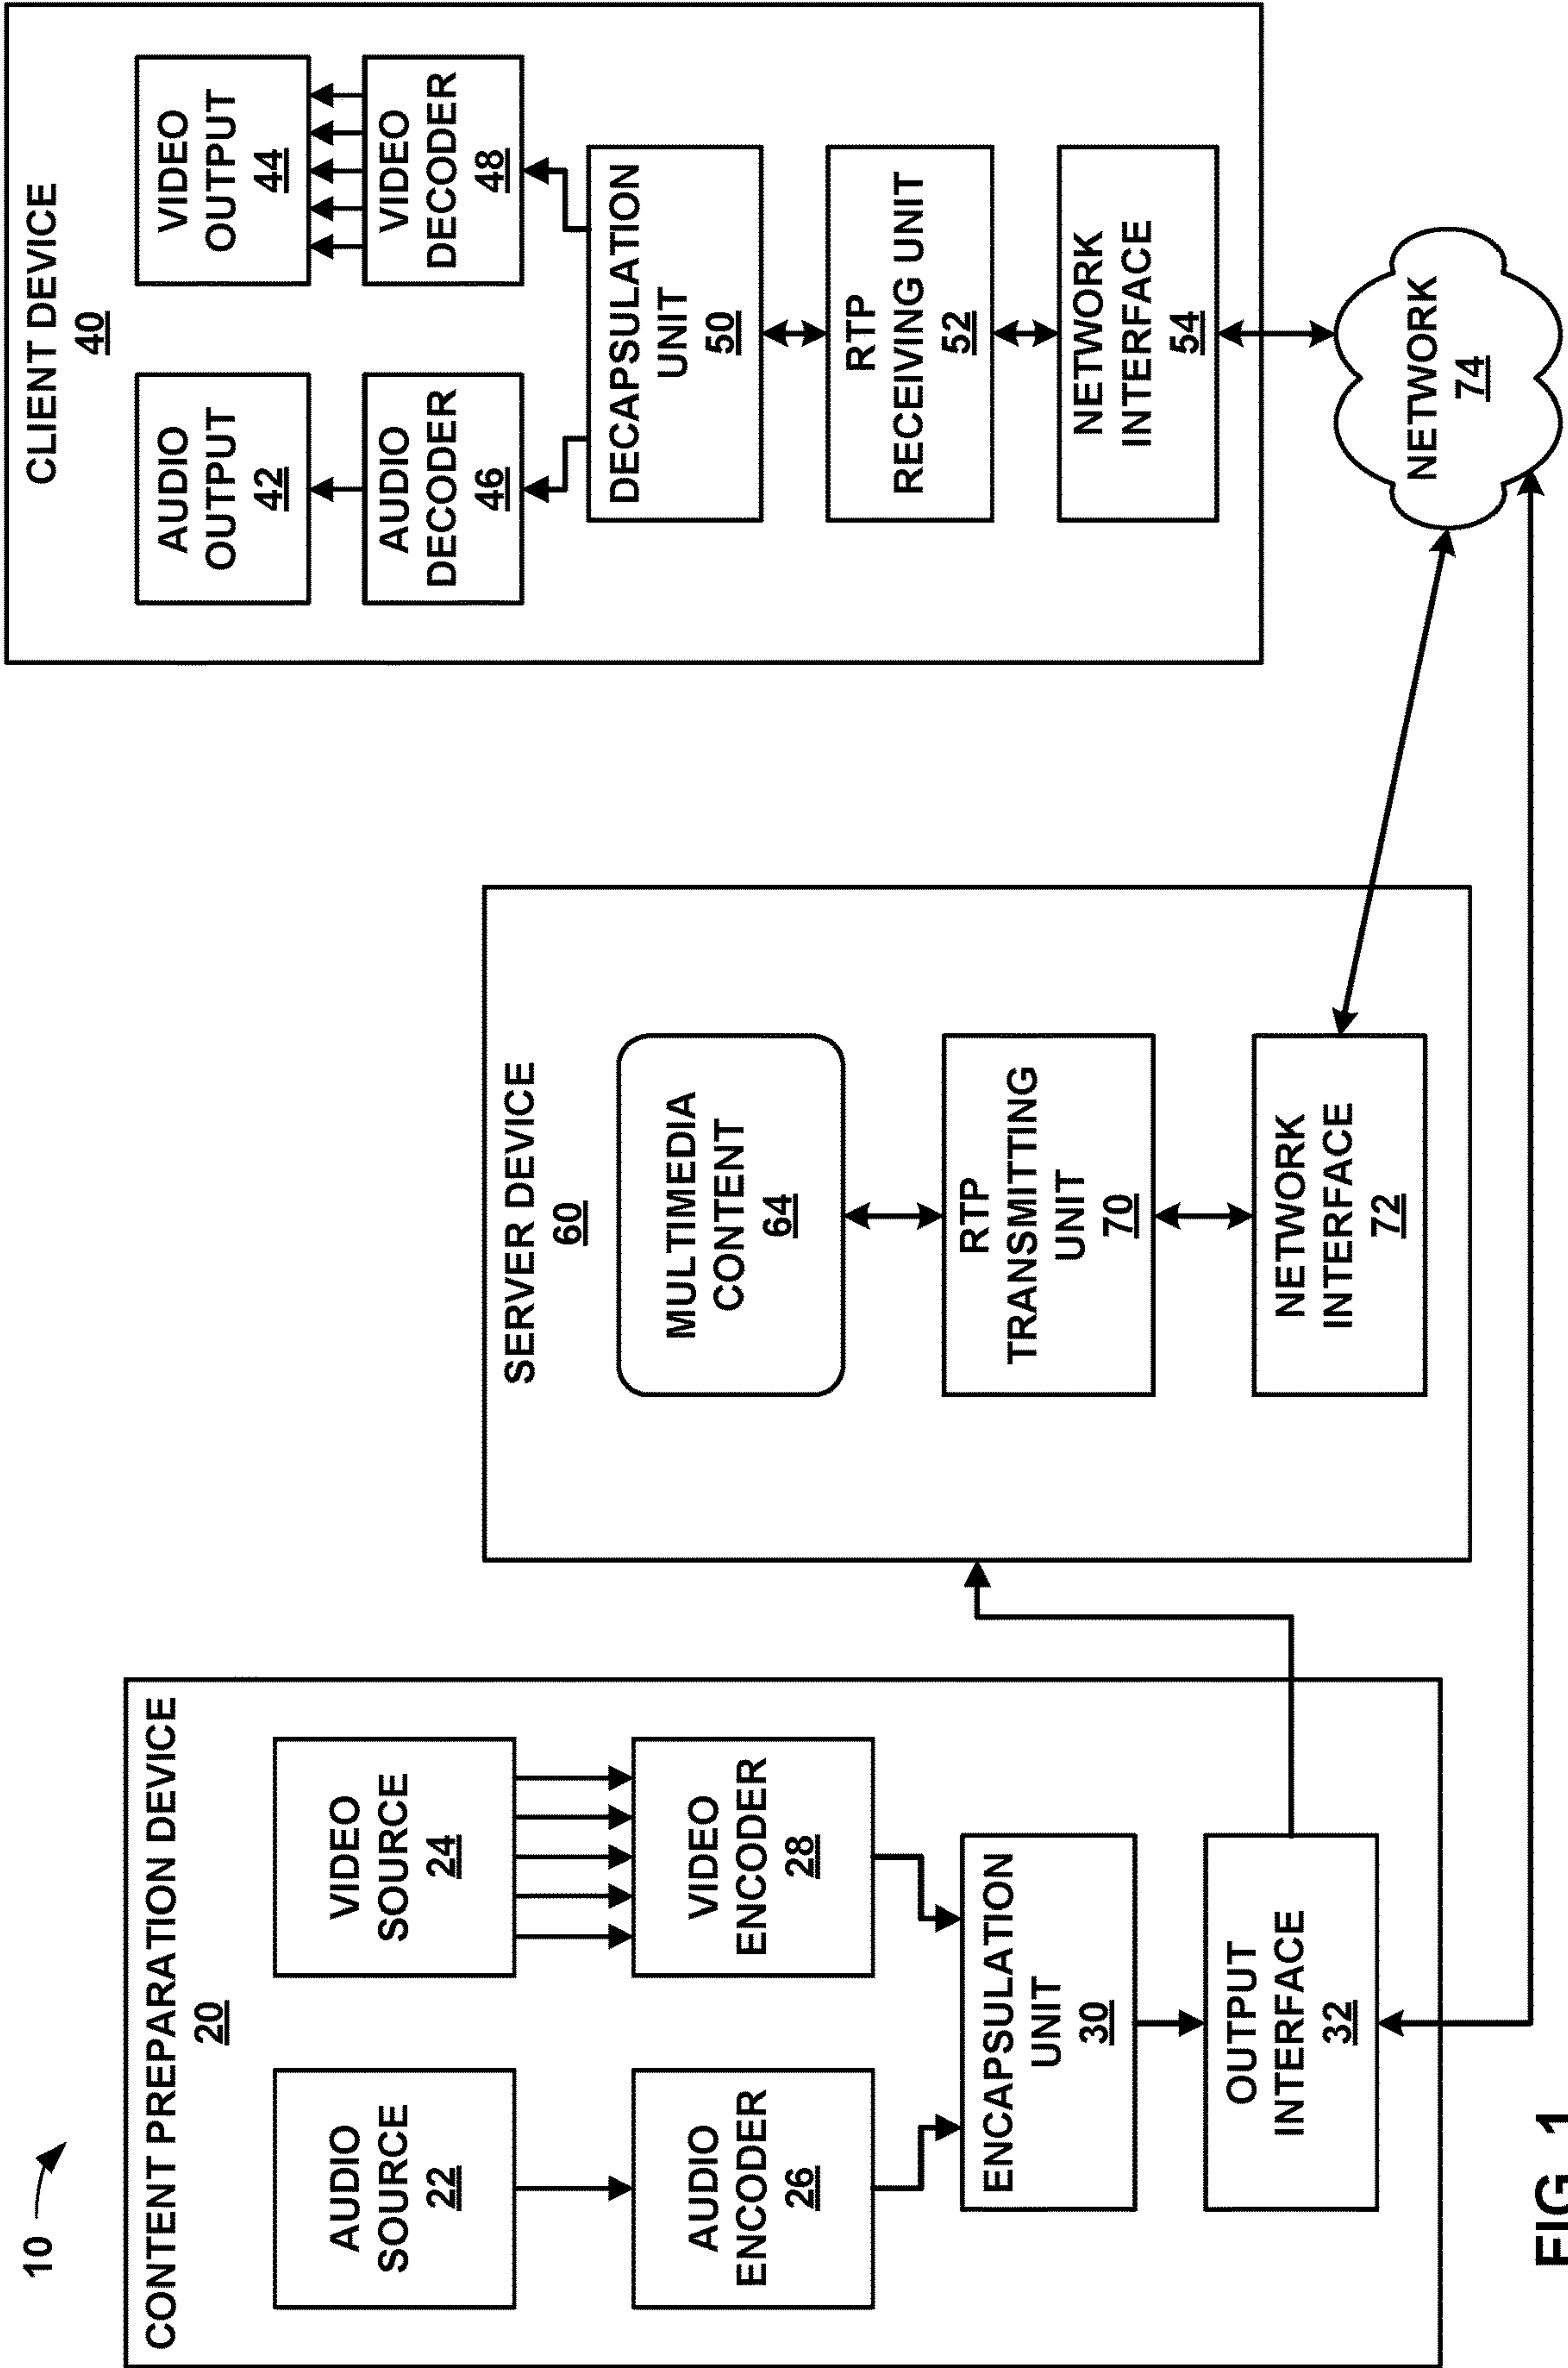 10
CONTENT PREPARATION DEVICE
20
AUDIO
SOURCE
22
VIDEO
SOURCE
24
AUDIO
ENCODER
26
VIDEO
ENCODER
28
ENCAPSULATION
UNIT
30
OUTPUT
INTERFACE
32
SERVER DEVICE
60
MULTIMEDIA
CONTENT
64
RTP
TRANSMITTING
UNIT
70
NETWORK
INTERFACE
72
CLIENT DEVICE
40
AUDIO
OUTPUT
42
VIDEO
OUTPUT
44
AUDIO
DECODER
46
VIDEO
DECODER
48
DECAPSULATION
UNIT
50
RTP
RECEIVING UNIT
52
NETWORK
INTERFACE
54
NETWORK
74
FIG. 1